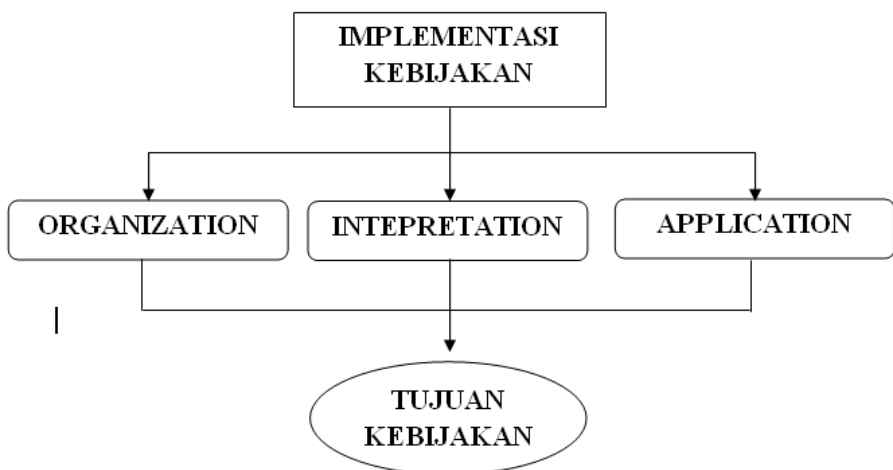 IMPLEMENTASI
KEBIJAKAN
ORGANIZATION
INTEPRETATION
APPLICATION
TUJUAN
KEBIJAKAN